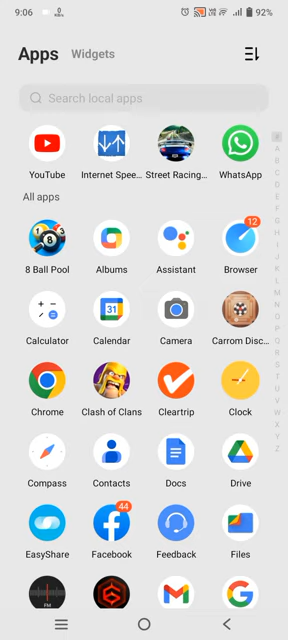 9:06
92%
Apps Widgets
Search local apps
YouTube Internet Spee... Street Racing... WhatsApp
All apps
12
8 Ball Pool Albums Assistant Browser
31
Calculator Calendar Camera Carrom Disc...
Chrome Clash of Clans Cleartrip Clock
Compass Contacts Docs Drive
44
EasyShare Facebook Feedback Files
FM
#
A
B
C
D
E
F
G
H
I
J
K
L
M
N
O
P
Q
R
S
T
U
V
W
X
Y
Z